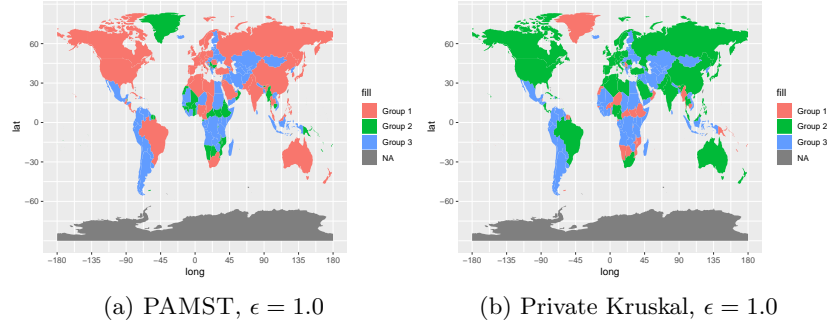 60
30
0
−30
−60
lat
−180 −135 −90 −45 0 45 90 135 180
long
fill
Group 1
Group 2
Group 3
NA
(a) PAMST, ϵ = 1.0
60
30
0
−30
−60
lat
−180 −135 −90 −45 0 45 90 135 180
long
fill
Group 1
Group 2
Group 3
NA
(b) Private Kruskal, ϵ = 1.0